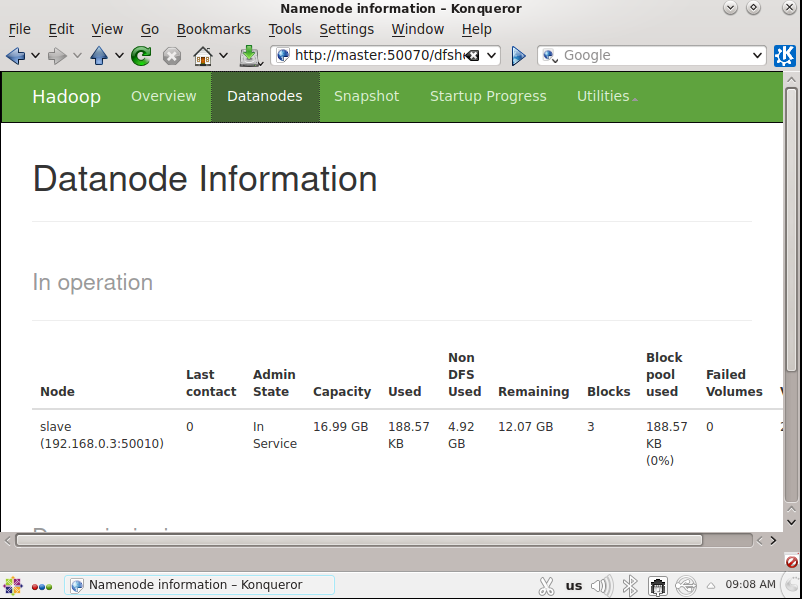 Namenode information – Konqueror
File Edit View Go Bookmarks Tools Settings Window Help
http://master:50070/dfsh Google
Hadoop Overview Datanodes Snapshot Startup Progress Utilities
Datanode Information
In operation
Node Last contact Admin State Capacity Used Non DFS Used Remaining Blocks Block pool used Failed Volumes
slave (192.168.0.3:50010) 0 In Service 16.99 GB 188.57 KB 4.92 GB 12.07 GB 3 188.57 KB (0%) 0
Namenode information – Konqueror us 09:08 AM